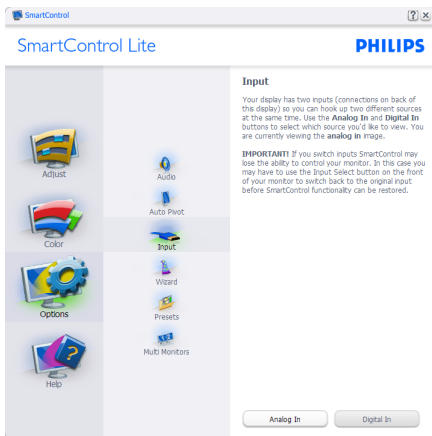 SmartControl
SmartControl Lite
PHILIPS
Adjust
Color
Options
Help
Audio
Auto Pivot
Input
Wizard
Presets
Multi Monitors
Input
Your display has two inputs (connections on back of
this display) so you can hook up two different sources
at the same time. Use the Analog In and Digital In
buttons to select which source you'd like to view. You
are currently viewing the analog in image.
IMPORTANT! If you switch inputs SmartControl may
lose the ability to control your monitor. In this case you
may have to use the Input Select button on the front
of your monitor to switch back to the original input
before SmartControl functionality can be restored.
Analog In
Digital In